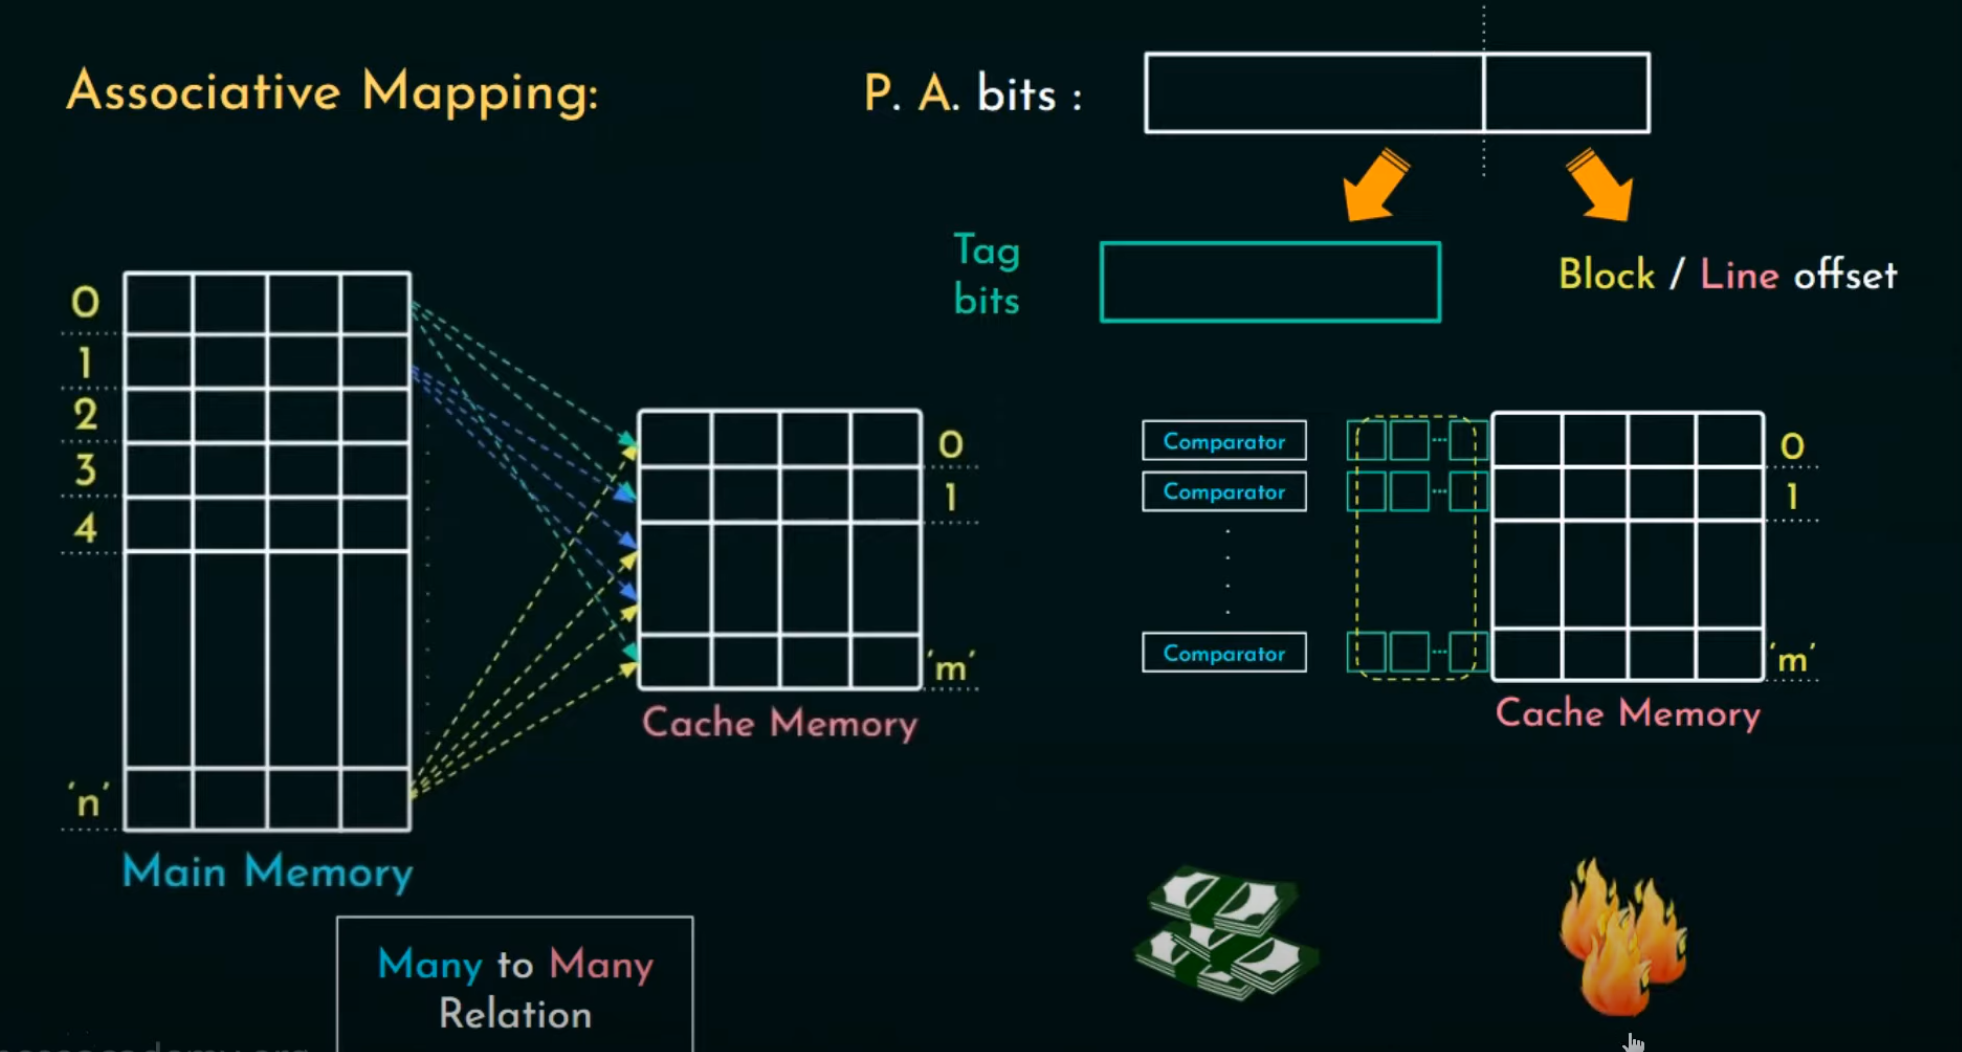 Associative Mapping:
P. A. bits :
Tag
bits
Block / Line offset
0
1
2
3
4
'n'
Main Memory
0
1
'm'
Cache Memory
Comparator
Comparator
Comparator
0
1
'm'
Cache Memory
Many to Many
Relation